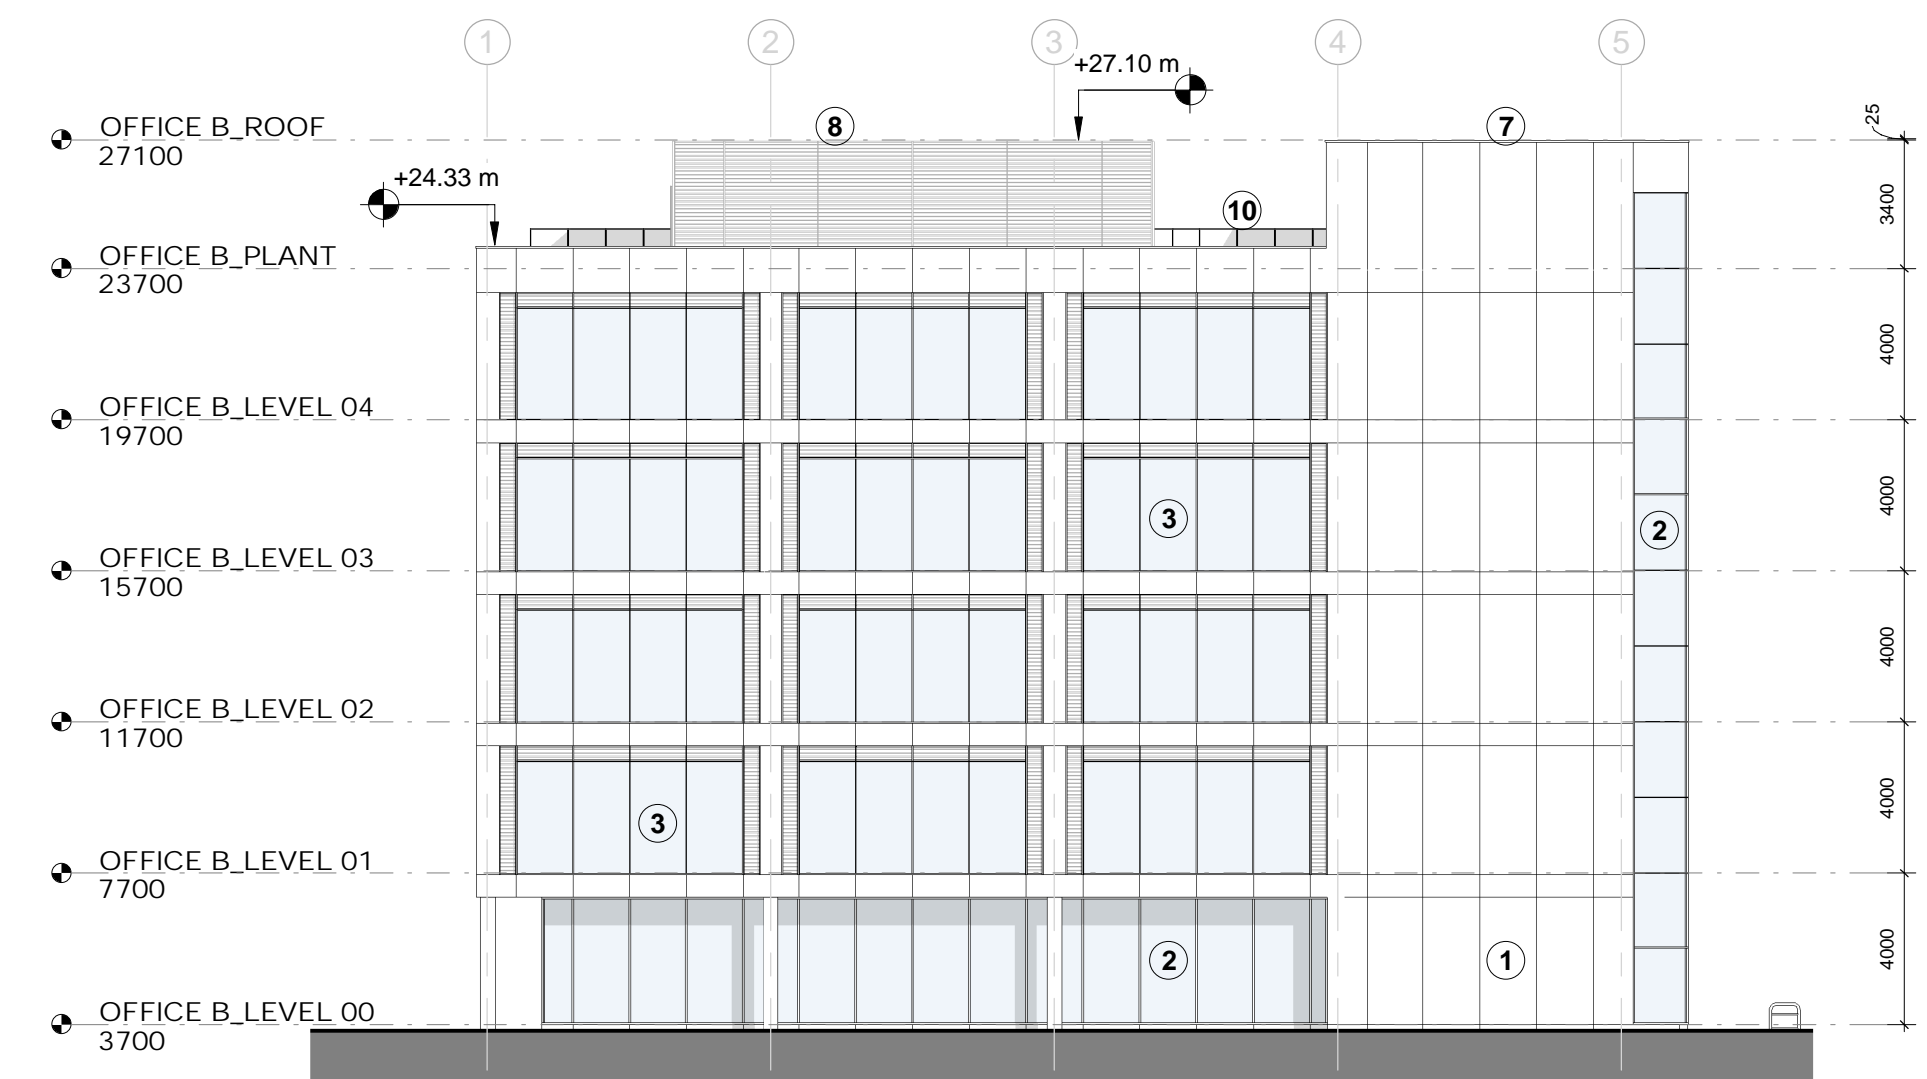 1 2 3 4 5
+27.10 m
OFFICE B_ROOF
27100
8
7
25
+24.33 m
10
3400
OFFICE B_PLANT
23700
4000
OFFICE B_LEVEL 04
19700
3
2
4000
OFFICE B_LEVEL 03
15700
4000
OFFICE B_LEVEL 02
11700
3
4000
OFFICE B_LEVEL 01
7700
2
1
4000
OFFICE B_LEVEL 00
3700